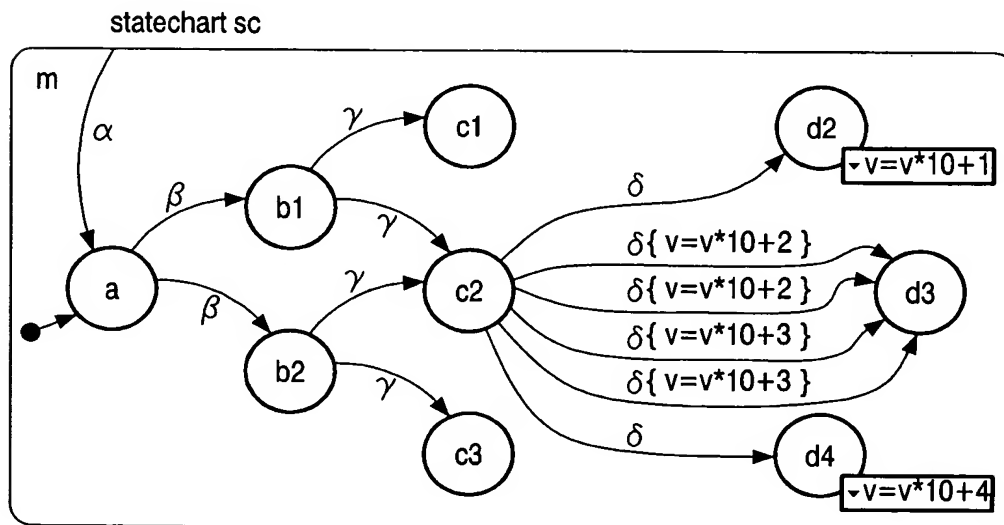 statechart sc
m
α
γ
c1
d2
v=v*10+1
β
b1
γ
δ
a
γ
c2
δ{ v=v*10+2 }
δ{ v=v*10+2 }
d3
β
δ{ v=v*10+3 }
b2
δ{ v=v*10+3 }
γ
c3
δ
d4
v=v*10+4